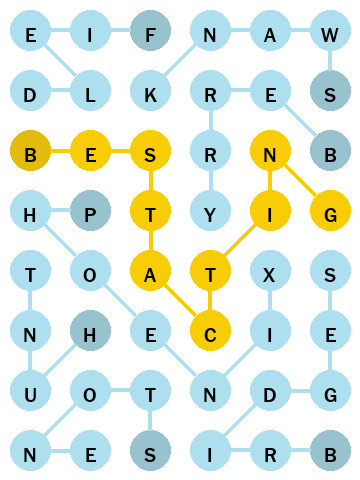 E I F N A W
D L K R E S
B E S R N B
H P T Y I G
T O A T X S
N H E C I E
U O T N D G
N E S I R B